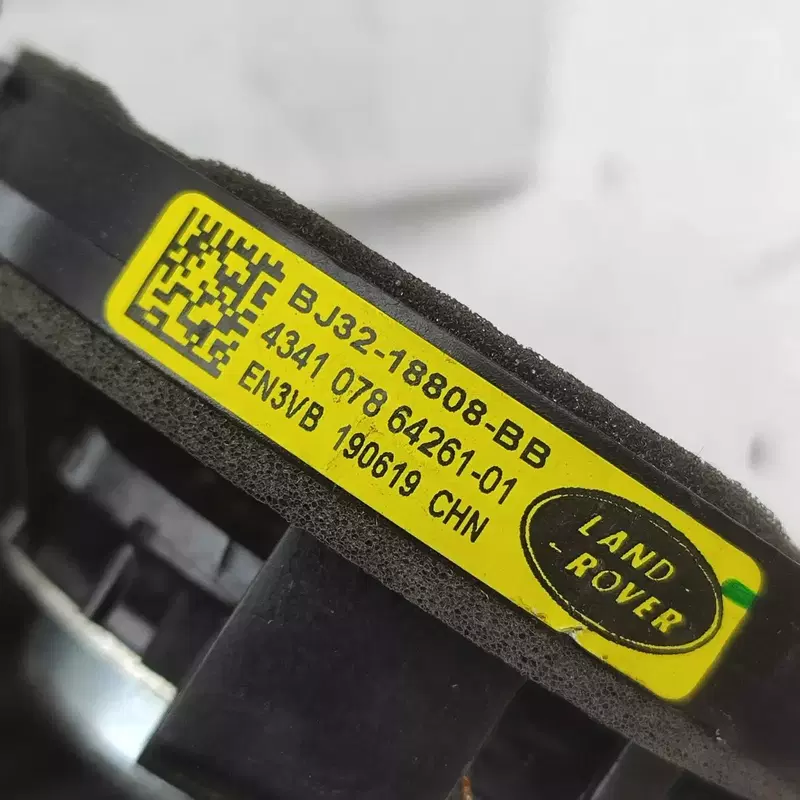 BJ32-18808-BB
4341 078 64261-01
EN3VB 190619 CHN
LAND
-ROVER